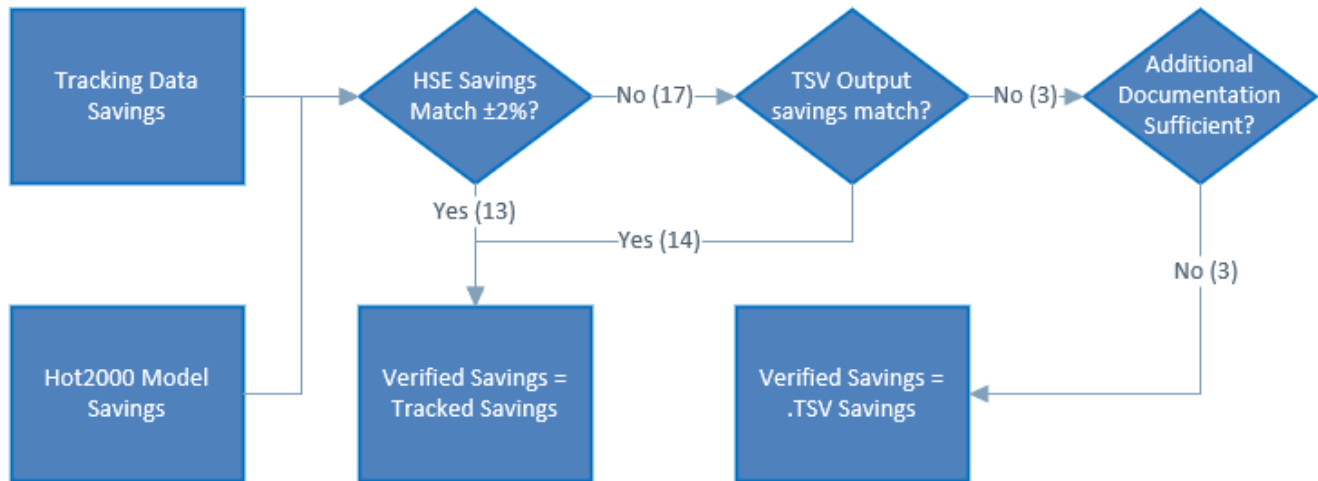 Tracking Data
Savings
HSE Savings
Match ±2%?
No (17)
TSV Output
savings match?
No (3)
Additional
Documentation
Sufficient?
Yes (13)
Yes (14)
No (3)
Hot2000 Model
Savings
Verified Savings =
Tracked Savings
Verified Savings =
.TSV Savings